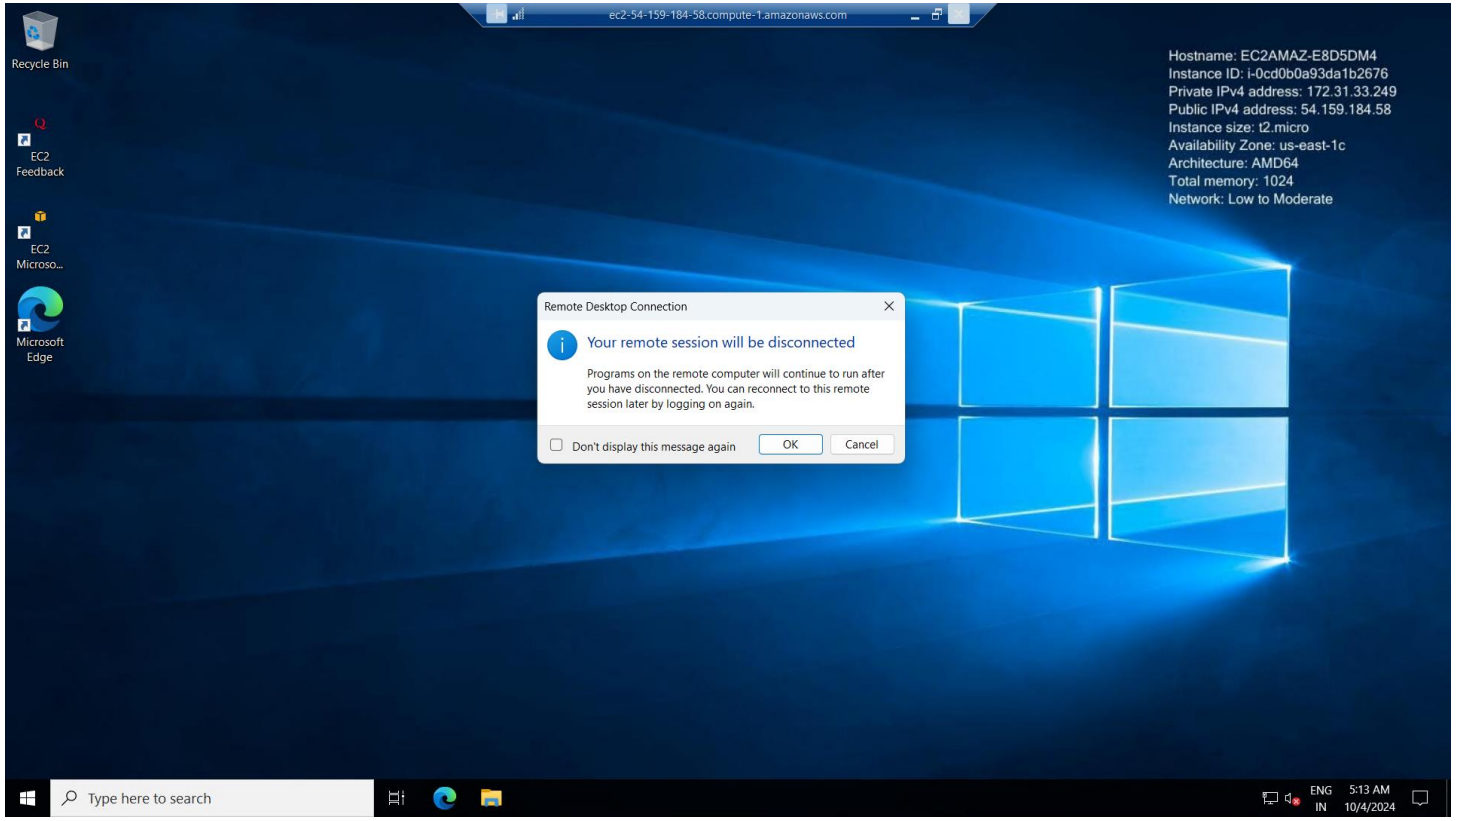 ec2-54-159-184-58.compute-1.amazonaws.com
Recycle Bin
EC2
Feedback
EC2
Microso...
Microsoft
Edge
Hostname: EC2AMAZ-E8D5DM4
Instance ID: i-0cd0b0a93da1b2676
Private IPv4 address: 172.31.33.249
Public IPv4 address: 54.159.184.58
Instance size: t2.micro
Availability Zone: us-east-1c
Architecture: AMD64
Total memory: 1024
Network: Low to Moderate
Remote Desktop Connection
Your remote session will be disconnected
Programs on the remote computer will continue to run after
you have disconnected. You can reconnect to this remote
session later by logging on again.
Don't display this message again
OK
Cancel
Type here to search
ENG
IN
5:13 AM
10/4/2024